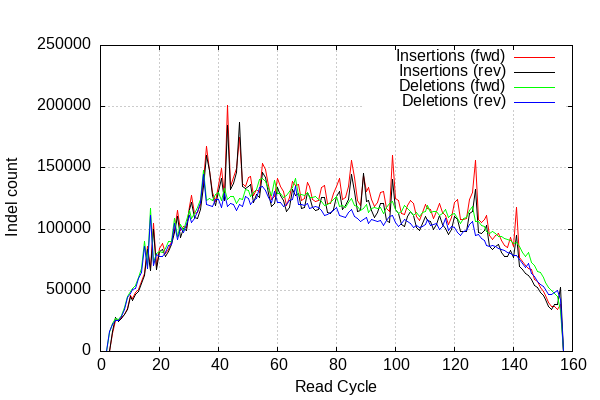 250000
200000
150000
100000
50000
0
Indel count
Insertions (fwd)
Insertions (rev)
Deletions (fwd)
Deletions (rev)
0 20 40 60 80 100 120 140 160
Read Cycle